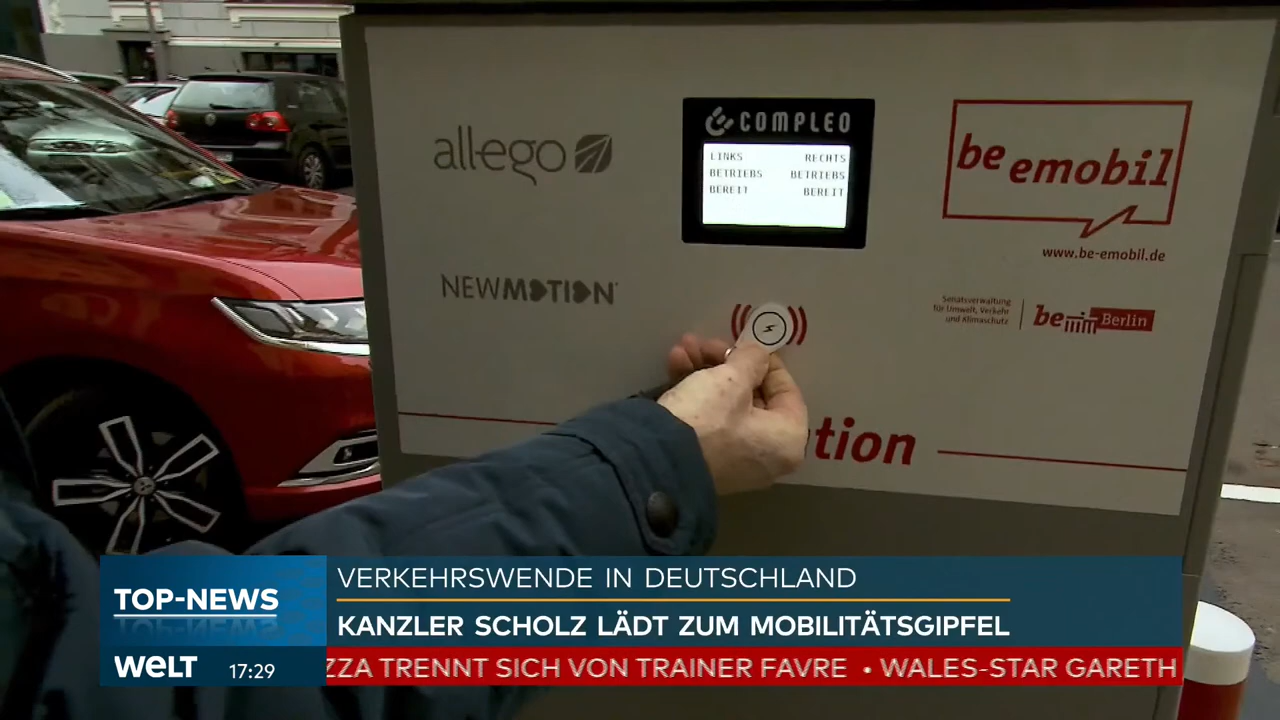 allego
COMPLEO
LINKS RECHTS
BETRIEBS BETRIEBS
BEREIT BEREIT
be emobil
www.be-emobil.de
NEWMOTION
Senatsverwaltung
für Umwelt, Verkehr
und Klimaschutz
be Berlin
tion
TOP-NEWS
VERKEHRSWENDE IN DEUTSCHLAND
KANZLER SCHOLZ LÄDT ZUM MOBILITÄTSGIPFEL
welt 17:29
ZZA TRENNT SICH VON TRAINER FAVRE • WALES-STAR GARETH